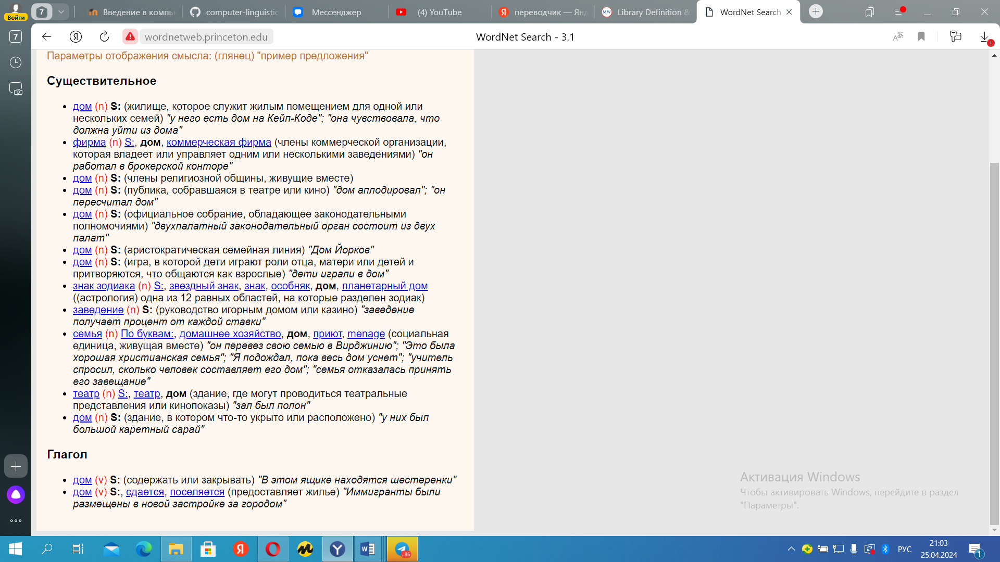 Войти
7
Введение в компь
computer-linguistic
Мессенджер
(4) YouTube
переводчик — Янд
Library Definition &
WordNet Search
7
wordnetweb.princeton.edu
WordNet Search - 3.1
Параметры отображения смысла: (глянец) "пример предложения"
Существительное
дом (n) S: (жилище, которое служит жилым помещением для одной или
нескольких семей) "у него есть дом на Кейп-Коде"; "она чувствовала, что
должна уйти из дома"
фирма (n) S:, дом, коммерческая фирма (члены коммерческой организации,
которая владеет или управляет одним или несколькими заведениями) "он
работал в брокерской конторе"
дом (n) S: (члены религиозной общины, живущие вместе)
дом (n) S: (публика, собравшаяся в театре или кино) "дом аплодировал"; "он
пересчитал дом"
дом (n) S: (официальное собрание, обладающее законодательными
полномочиями) "двухпалатный законодательный орган состоит из двух
палат"
дом (n) S: (аристократическая семейная линия) "Дом Йорков"
дом (n) S: (игра, в которой дети играют роли отца, матери или детей и
притворяются, что общаются как взрослые) "дети играли в дом"
знак зодиака (n) S:, звездный знак, знак, особняк, дом, планетарный дом
((астрология) одна из 12 равных областей, на которые разделен зодиак)
заведение (n) S: (руководство игорным домом или казино) "заведение
получает процент от каждой ставки"
семья (n) По буквам:, домашнее хозяйство, дом, приют, menage (социальная
единица, живущая вместе) "он перевез свою семью в Вирджинию"; "Это была
хорошая христианская семья"; "Я подождал, пока весь дом уснет"; "учитель
спросил, сколько человек составляет его дом"; "семья отказалась принять
его завещание"
театр (n) S:, театр, дом (здание, где могут проводиться театральные
представления или кинопоказы) "зал был полон"
дом (n) S: (здание, в котором что-то укрыто или расположено) "у них был
большой каретный сарай"
Глагол
дом (v) S: (содержать или закрывать) "В этом ящике находятся шестеренки"
дом (v) S:, сдается, поселяется (предоставляет жилье) "Иммигранты были
размещены в новой застройке за городом"
Активация Windows
Чтобы активировать Windows, перейдите в раздел
"Параметры".
..86
РУС
21:03
25.04.2024
1